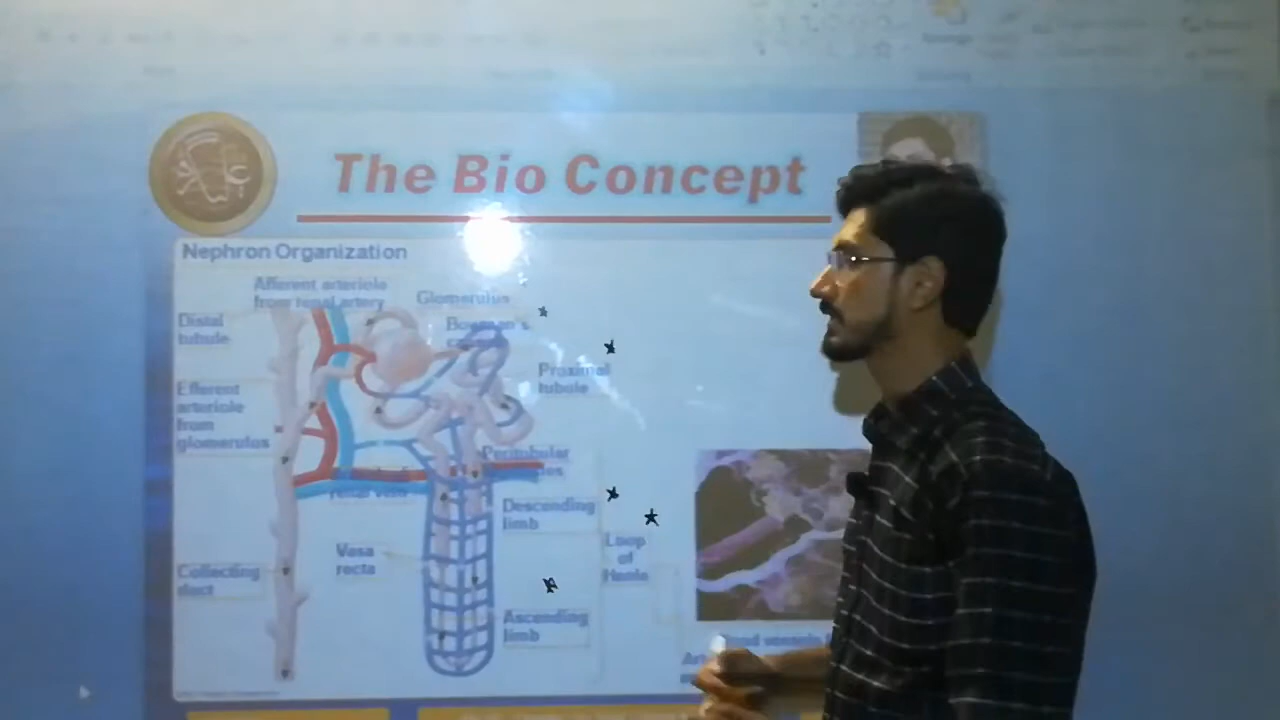 The Bio Concept
Nephron Organization
Afferent arteriole
from renal artery
Glomerulus
Distal
tubule
Bowman's
Proximal
tubule
Efferent
arteriole
from
glomerulus
Peritubular
Descending
limb
Loop
of
Henle
Vasa
recta
Collecting
duct
Ascending
limb